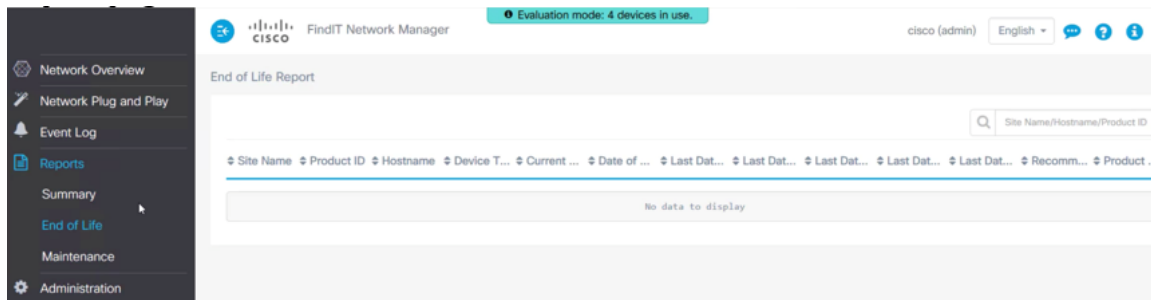 Evaluation mode: 4 devices in use.
CISCO FindIT Network Manager cisco (admin) English
Network Overview
Network Plug and Play
Event Log
Reports
Summary
End of Life
Maintenance
Administration
End of Life Report
Site Name/Hostname/Product ID
Site Name Product ID Hostname Device T... Current ... Date of ... Last Dat... Last Dat... Last Dat... Last Dat... Last Dat... Recomm... Product ..
No data to display